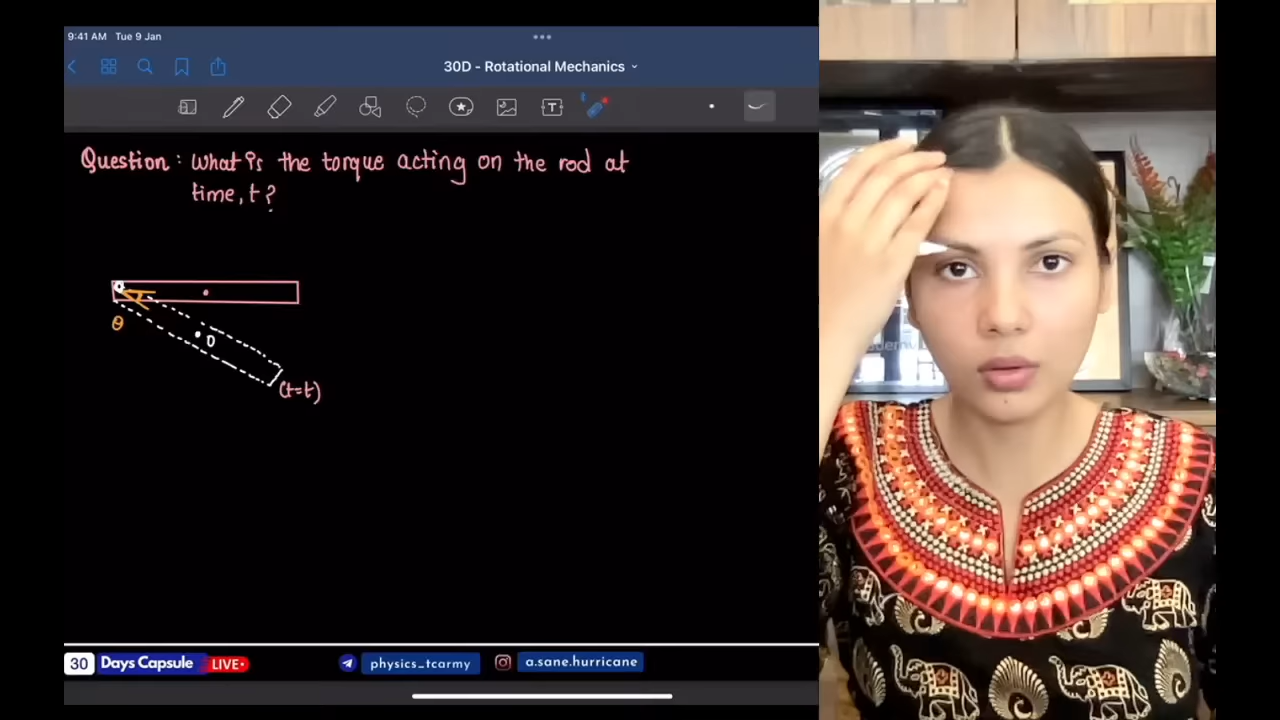 9:41 AM Tue 9 Jan
30D - Rotational Mechanics
Question: What is the torque acting on the rod at
time, t?
θ
D
(t=t)
30 Days Capsule LIVE
physics_tcarmy
a.sane.hurricane